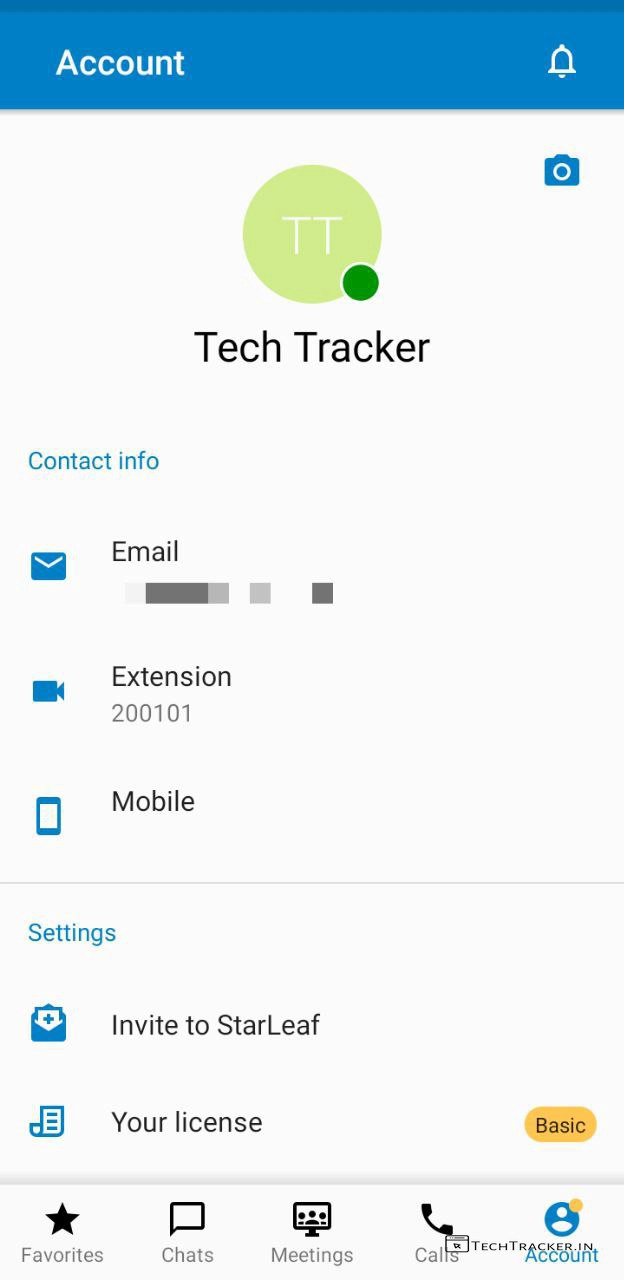 Account
TT
Tech Tracker
Contact info
Email
Extension
200101
Mobile
Settings
Invite to StarLeaf
Your license
Basic
Favorites
Chats
Meetings
Calls
Account
TECHTRACKER.IN